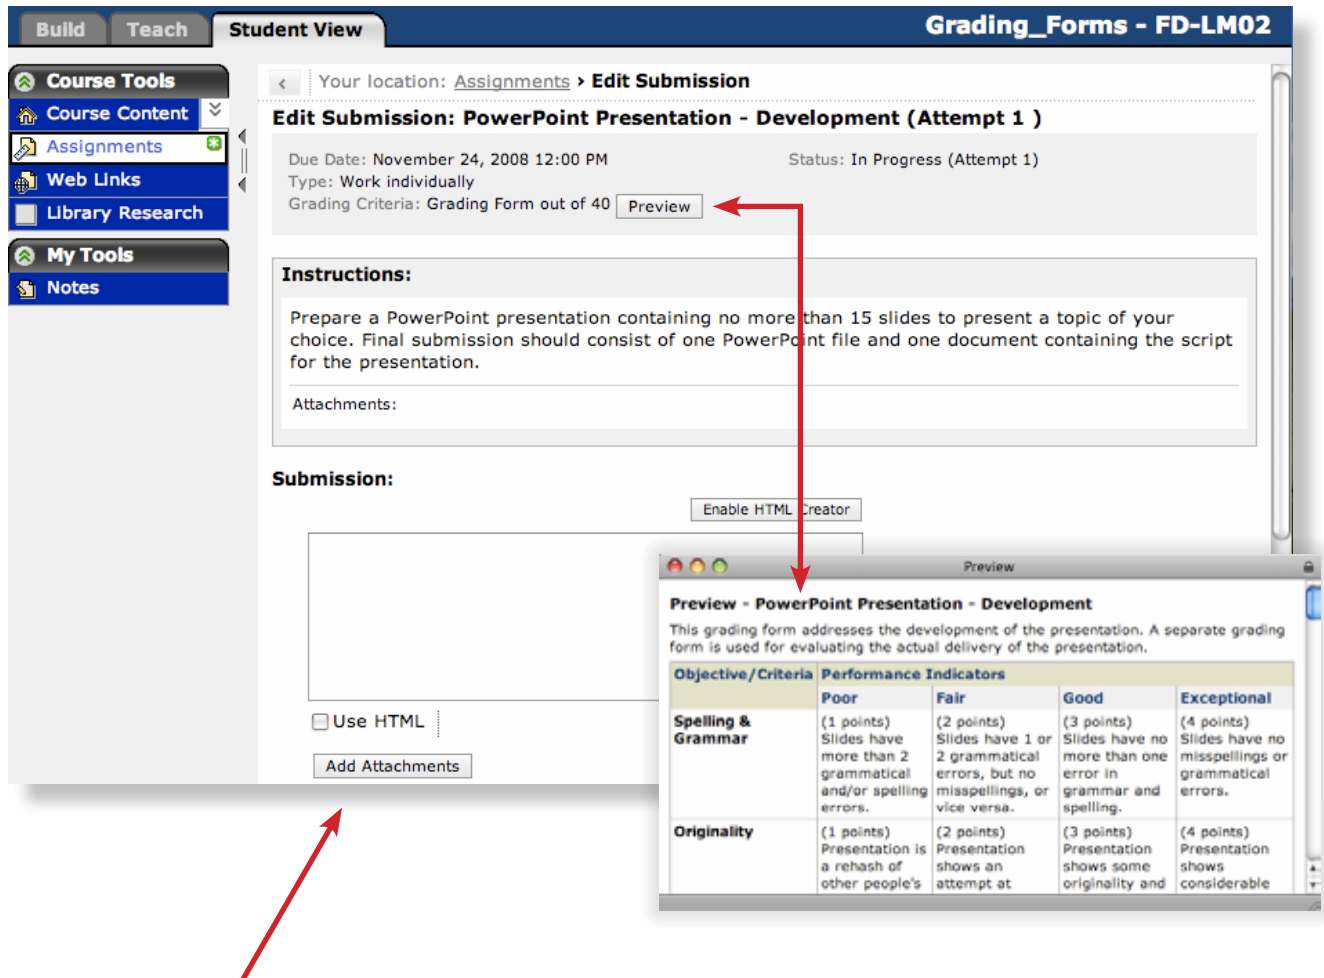 Build Teach Student View
Grading_Forms - FD-LM02
Course Tools
Course Content
Assignments
Web Links
Library Research
My Tools
Notes
Your location: Assignments › Edit Submission
Edit Submission: PowerPoint Presentation - Development (Attempt 1 )
Due Date: November 24, 2008 12:00 PM
Status: In Progress (Attempt 1)
Type: Work individually
Grading Criteria: Grading Form out of 40 Preview
Instructions:
Prepare a PowerPoint presentation containing no more than 15 slides to present a topic of your
choice. Final submission should consist of one PowerPoint file and one document containing the script
for the presentation.
Attachments:
Submission:
Enable HTML Creator
Use HTML
Add Attachments
Preview
Preview - PowerPoint Presentation - Development
This grading form addresses the development of the presentation. A separate grading
form is used for evaluating the actual delivery of the presentation.
Objective/Criteria Performance Indicators
Poor Fair Good Exceptional
Spelling &
Grammar
(1 points)
Slides have
more than 2
grammatical
and/or spelling
errors.
(2 points)
Slides have 1 or
2 grammatical
errors, but no
misspellings, or
vice versa.
(3 points)
Slides have no
more than one
error in
grammar and
spelling.
(4 points)
Slides have no
misspellings or
grammatical
errors.
Originality
(1 points)
Presentation is
a rehash of
other people's
(2 points)
Presentation
shows an
attempt at
(3 points)
Presentation
shows some
originality and
(4 points)
Presentation
shows
considerable